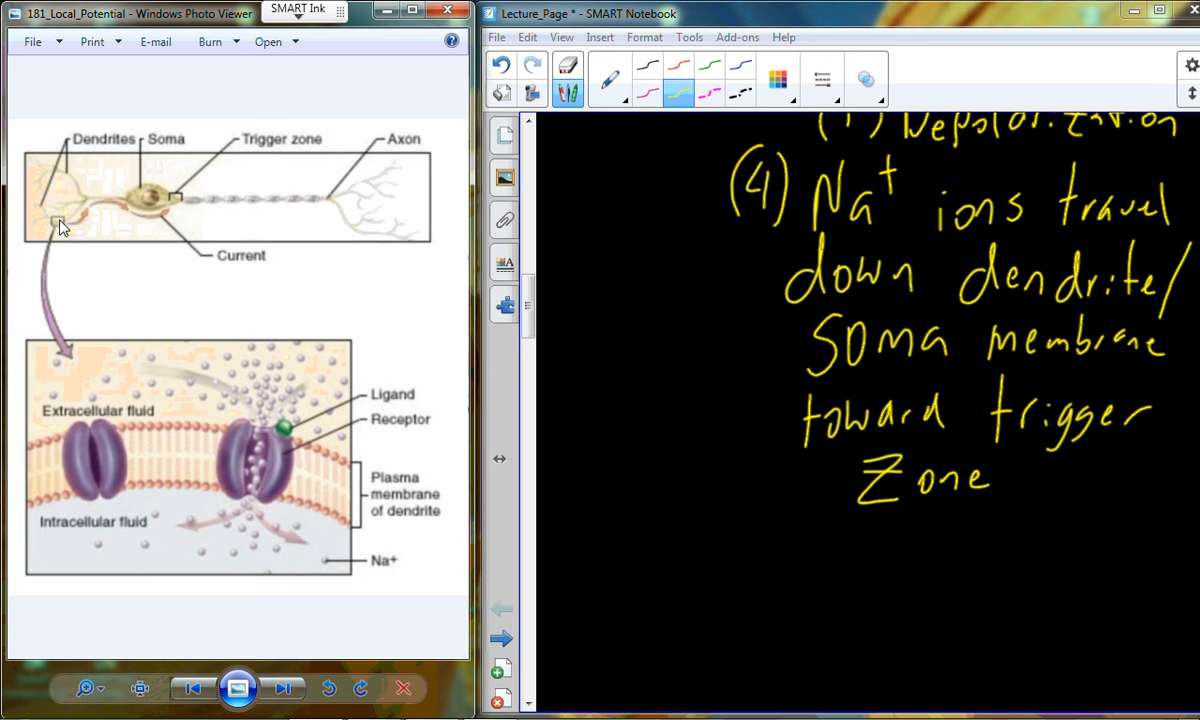 181_Local_Potential - Windows Photo Viewer
SMART Ink
File Print E-mail Burn Open
Dendrites Soma Trigger zone Axon
Current
Ligand
Extracellular fluid
Receptor
Plasma
membrane
of dendrite
Intracellular fluid
Na+
Lecture_Page * - SMART Notebook
File Edit View Insert Format Tools Add-ons Help
(1) Depolarization
(4) Na+ ions travel
down dendrite/
soma membrane
toward trigger
zone